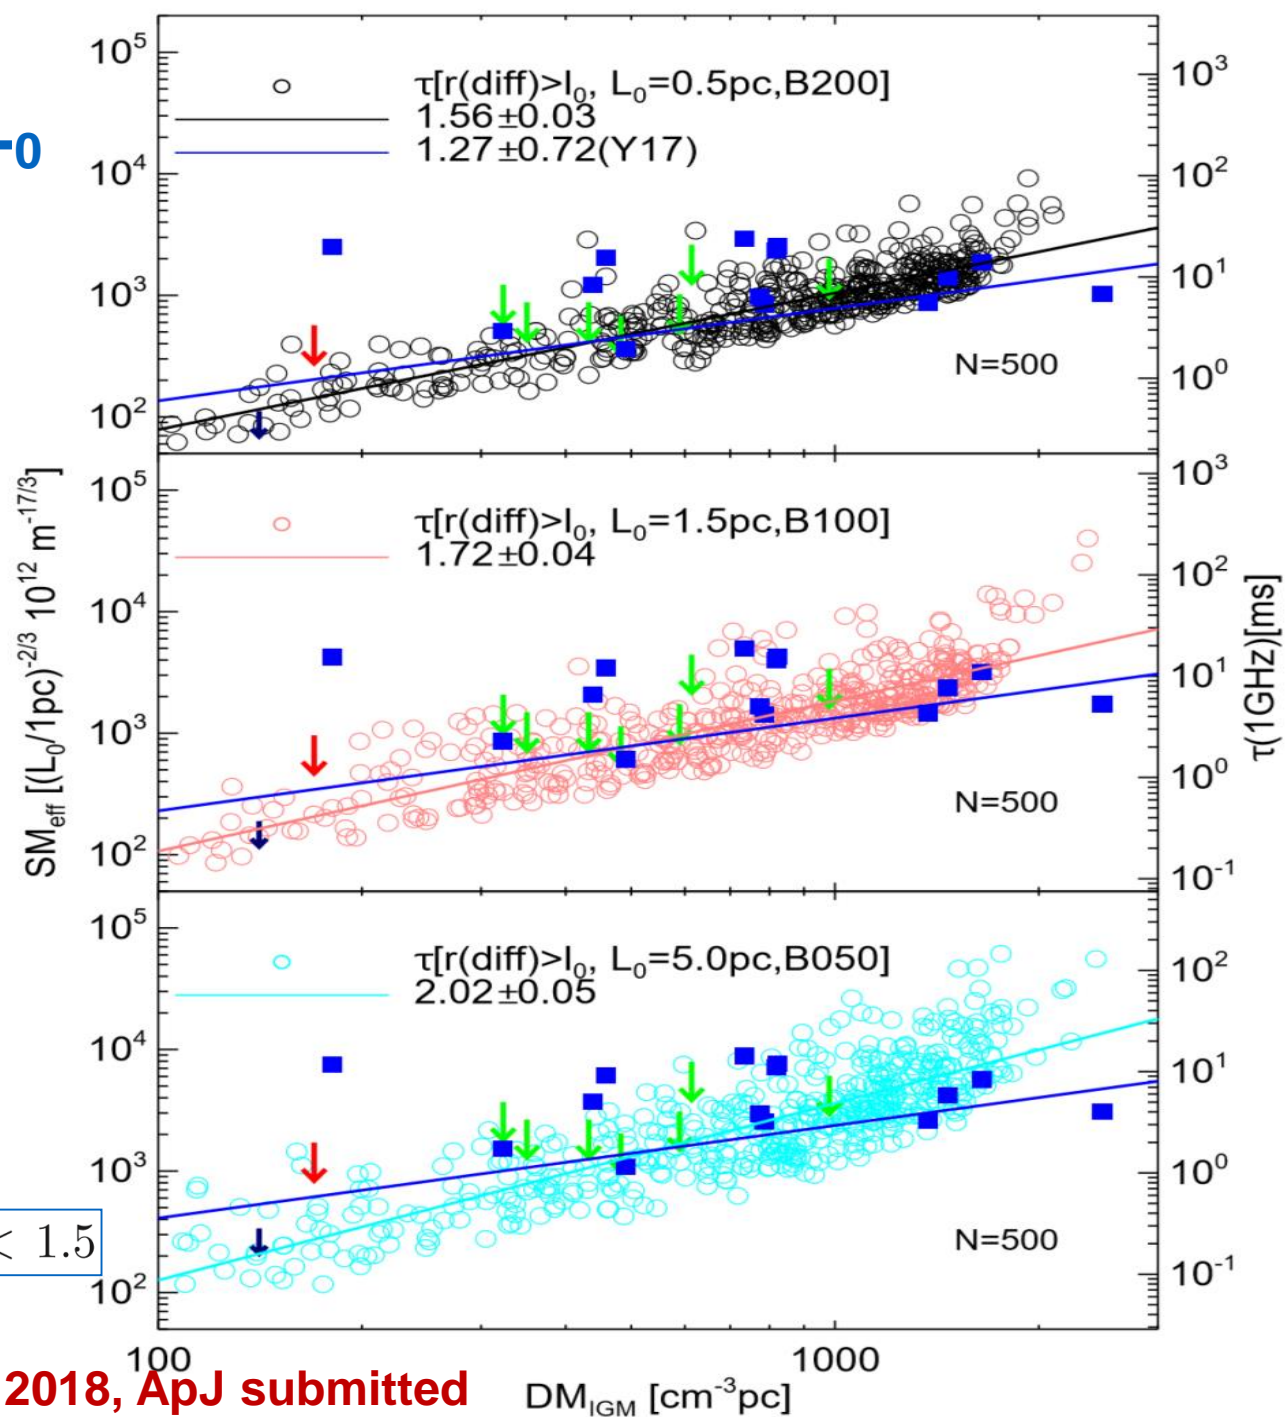 0
10⁵
10⁴
10³
10²
τ[r(diff)>l₀, L₀=0.5pc,B200]
1.56±0.03
1.27±0.72(Y17)
N=500
10³
10²
10¹
10⁰
10⁵
10⁴
10³
10²
τ[r(diff)>l₀, L₀=1.5pc,B100]
1.72±0.04
N=500
10³
10²
10¹
10⁰
10⁻¹
SM_eff [(L₀/1pc)^-2/3 10¹² m^-17/3]
τ(1GHz)[ms]
10⁵
10⁴
10³
10²
τ[r(diff)>l₀, L₀=5.0pc,B050]
2.02±0.05
N=500
10²
10¹
10⁰
10⁻¹
< 1.5
100
1000
2018, ApJ submitted
DM_IGM [cm⁻³pc]